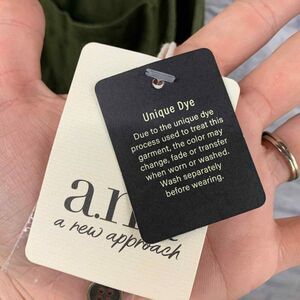 Unique Dye
Due to the unique dye
process used to treat this
garment, the color may
change, fade or transfer
when worn or washed.
Wash separately
before wearing.
a new approach